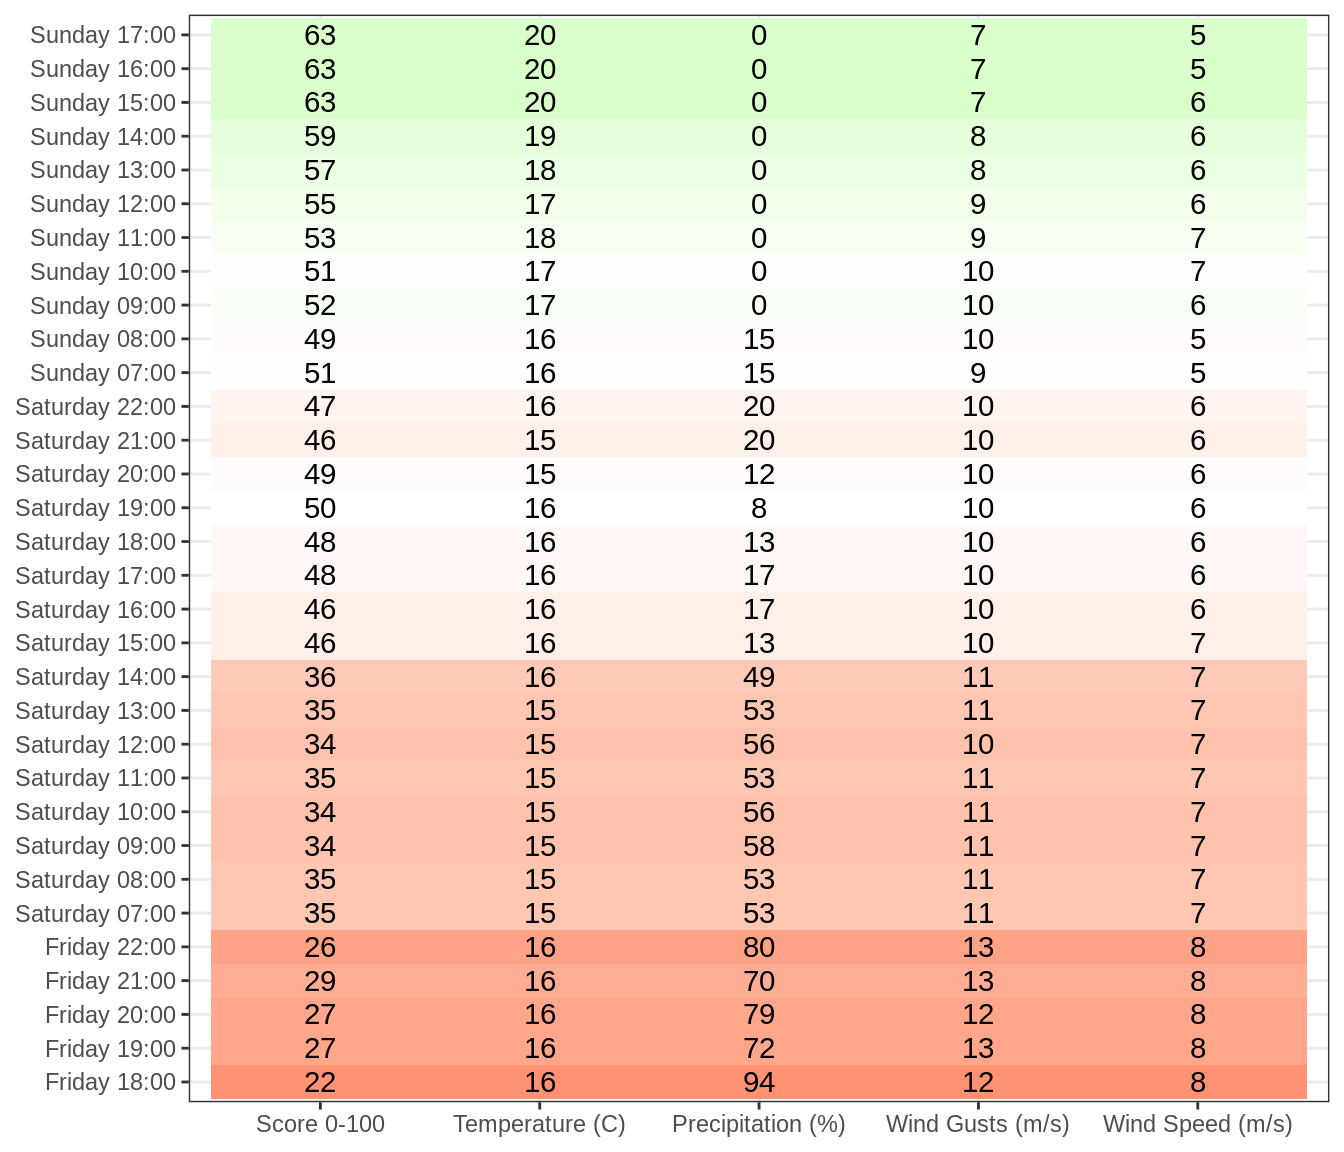 Sunday 17:00 63 20 0 7 5
Sunday 16:00 63 20 0 7 5
Sunday 15:00 63 20 0 7 6
Sunday 14:00 59 19 0 8 6
Sunday 13:00 57 18 0 8 6
Sunday 12:00 55 17 0 9 6
Sunday 11:00 53 18 0 9 7
Sunday 10:00 51 17 0 10 7
Sunday 09:00 52 17 0 10 6
Sunday 08:00 49 16 15 10 5
Sunday 07:00 51 16 15 9 5
Saturday 22:00 47 16 20 10 6
Saturday 21:00 46 15 20 10 6
Saturday 20:00 49 15 12 10 6
Saturday 19:00 50 16 8 10 6
Saturday 18:00 48 16 13 10 6
Saturday 17:00 48 16 17 10 6
Saturday 16:00 46 16 17 10 6
Saturday 15:00 46 16 13 10 7
Saturday 14:00 36 16 49 11 7
Saturday 13:00 35 15 53 11 7
Saturday 12:00 34 15 56 10 7
Saturday 11:00 35 15 53 11 7
Saturday 10:00 34 15 56 11 7
Saturday 09:00 34 15 58 11 7
Saturday 08:00 35 15 53 11 7
Saturday 07:00 35 15 53 11 7
Friday 22:00 26 16 80 13 8
Friday 21:00 29 16 70 13 8
Friday 20:00 27 16 79 12 8
Friday 19:00 27 16 72 13 8
Friday 18:00 22 16 94 12 8
Score 0-100 Temperature (C) Precipitation (%) Wind Gusts (m/s) Wind Speed (m/s)